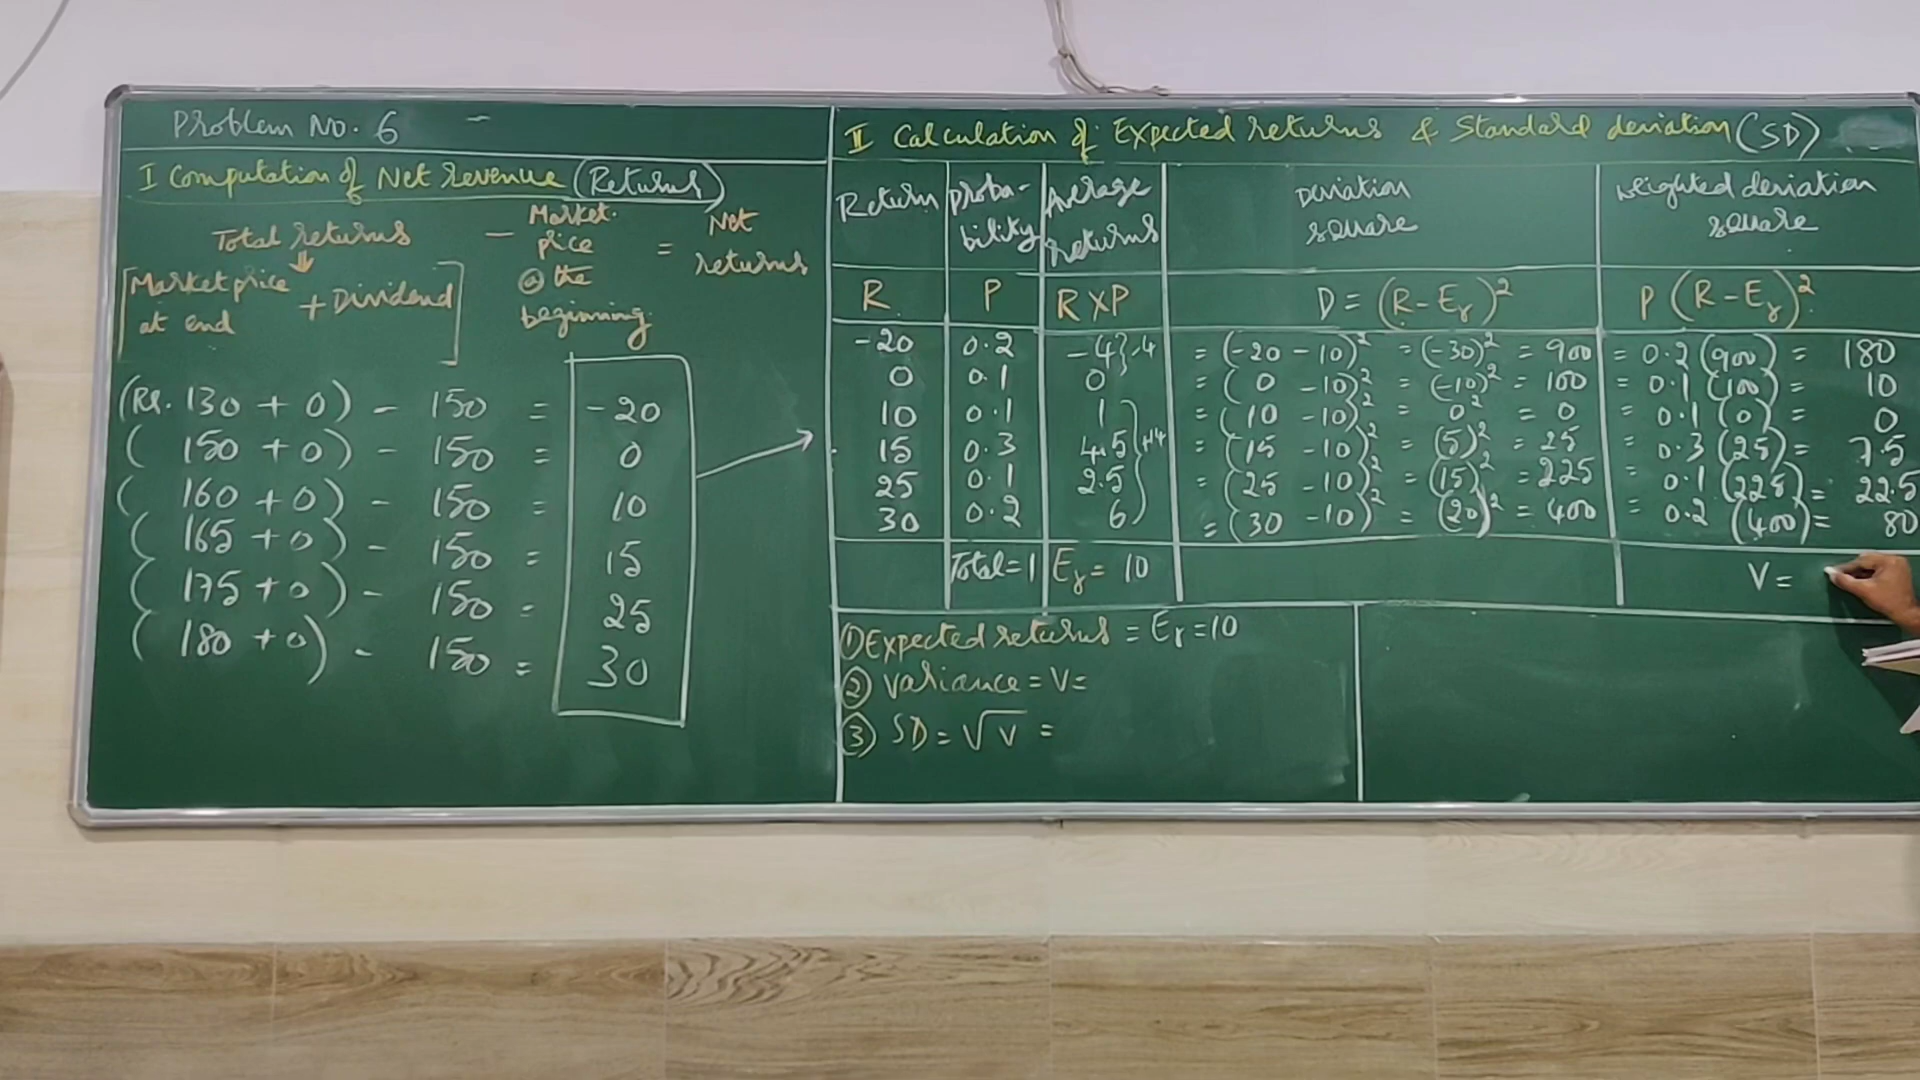 Problem No. 6 -
I Computation of Net revenue (Returns)
Total returns - Market price @ the beginning = Net returns
[Market price at end + Dividend]
(Rs. 130 + 0) - 150 = -20
( 150 + 0) - 150 = 0
( 160 + 0) - 150 = 10
( 165 + 0) - 150 = 15
( 175 + 0) - 150 = 25
( 180 + 0) - 150 = 30
II Calculation of Expected returns & Standard deviation (SD)
Return Proba-bility Average returns Deviation square weighted deviation square
R P R X P D = (R - Eᵣ)² P (R - Eᵣ)²
-20 0.2 -4} -4 = (-20 - 10)² = (-30)² = 900 = 0.2 (900) = 180
0 0.1 0 = ( 0 - 10)² = (-10)² = 100 = 0.1 (100) = 10
10 0.1 1 = (10 - 10)² = 0² = 0 = 0.1 (0) = 0
15 0.3 4.5 +14 = (15 - 10)² = (5)² = 25 = 0.3 (25) = 7.5
25 0.1 2.5 = (25 - 10)² = (15)² = 225 = 0.1 (225) = 22.5
30 0.2 6 = (30 - 10)² = (20)² = 400 = 0.2 (400) = 80
Total = 1 Eᵣ = 10 V =
① Expected returns = Eᵣ = 10
② Variance = V =
③ SD = √V =